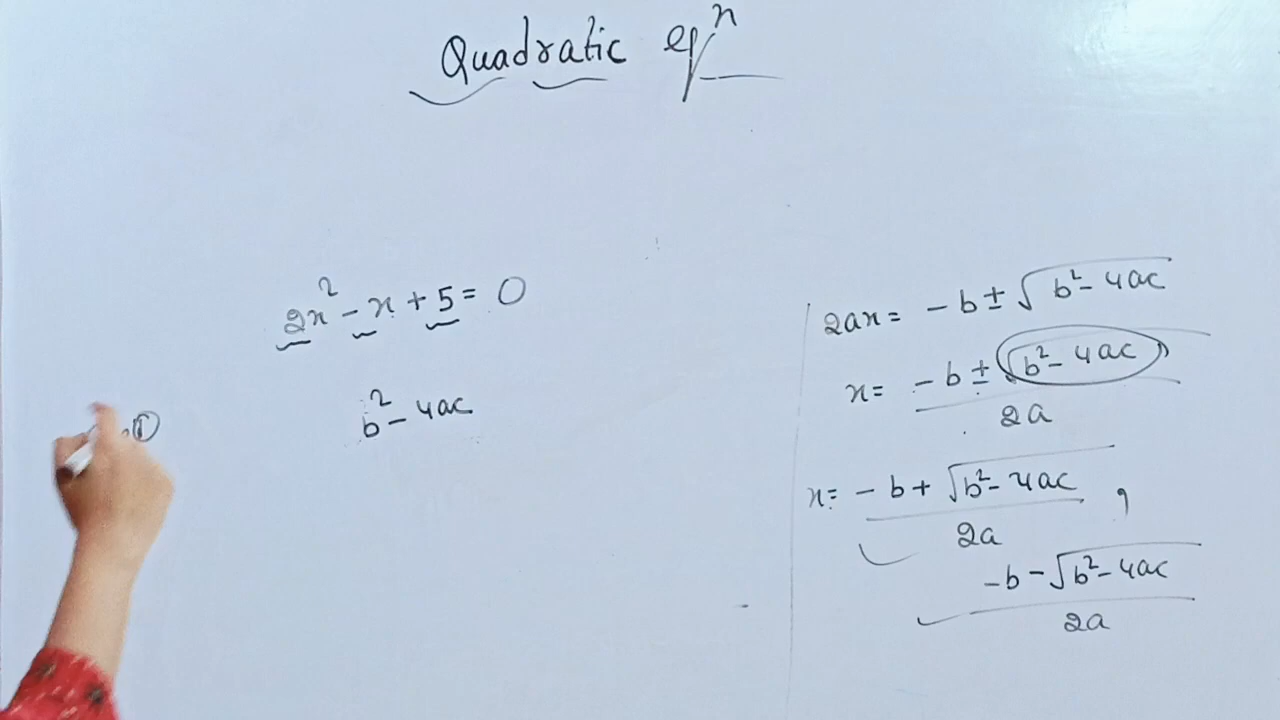 Quadratic eqⁿ
2x² - x + 5 = 0
b² - 4ac
2ax = - b ± √b² - 4ac
x = - b ± √b² - 4ac
2a
x = - b + √b² - 4ac ,
2a
- b - √b² - 4ac
2a